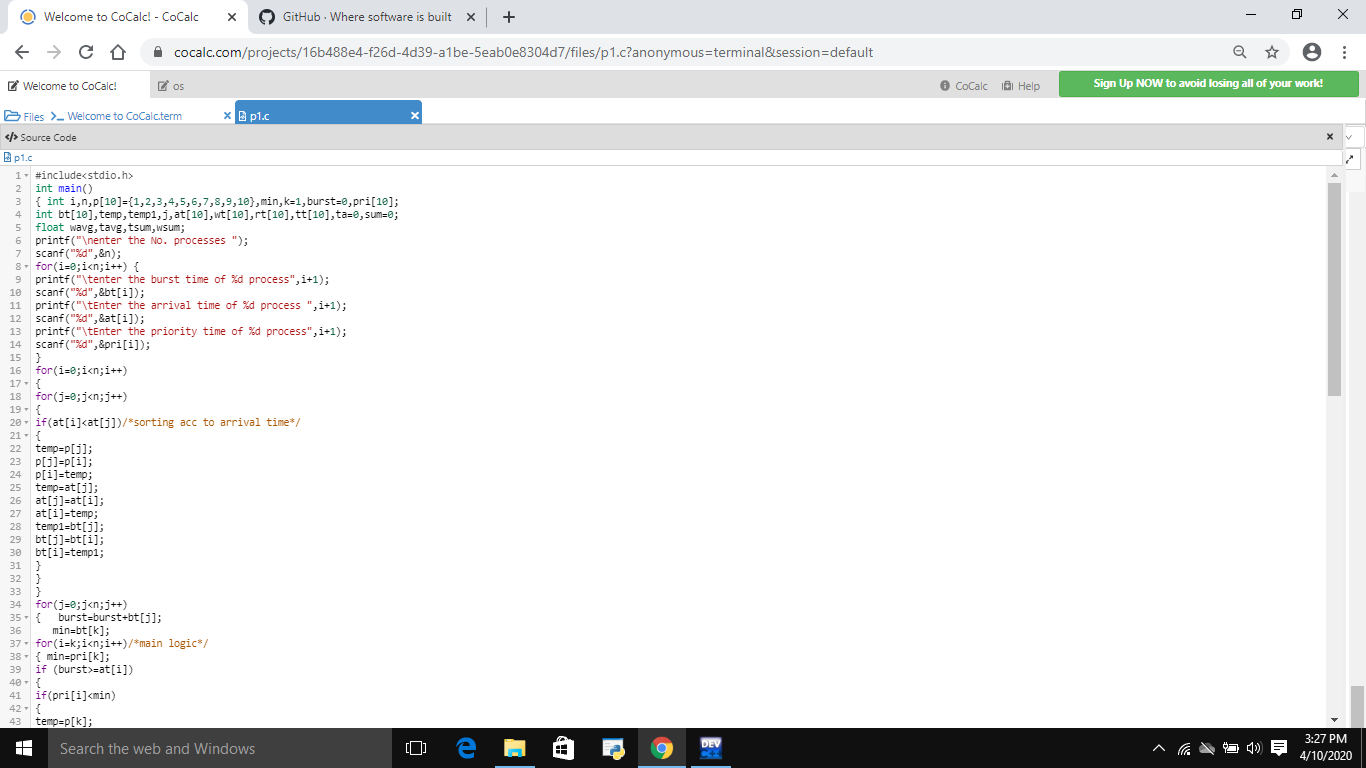 Welcome to CoCalc! - CoCalc
GitHub · Where software is built
cocalc.com/projects/16b488e4-f26d-4d39-a1be-5eab0e8304d7/files/p1.c?anonymous=terminal&session=default
Welcome to CoCalc!
os
CoCalc
Help
Sign Up NOW to avoid losing all of your work!
Files
Welcome to CoCalc.term
p1.c
Source Code
p1.c
1 #include<stdio.h>
2 int main()
3 { int i,n,p[10]={1,2,3,4,5,6,7,8,9,10},min,k=1,burst=0,pri[10];
4 int bt[10],temp,temp1,j,at[10],wt[10],rt[10],tt[10],ta=0,sum=0;
5 float wavg,tavg,tsum,wsum;
6 printf("\nenter the No. processes ");
7 scanf("%d",&n);
8 for(i=0;i<n;i++) {
9 printf("\tenter the burst time of %d process",i+1);
10 scanf("%d",&bt[i]);
11 printf("\tEnter the arrival time of %d process ",i+1);
12 scanf("%d",&at[i]);
13 printf("\tEnter the priority time of %d process",i+1);
14 scanf("%d",&pri[i]);
15 }
16 for(i=0;i<n;i++)
17 {
18 for(j=0;j<n;j++)
19 {
20 if(at[i]<at[j])/*sorting acc to arrival time*/
21 {
22 temp=p[j];
23 p[j]=p[i];
24 p[i]=temp;
25 temp=at[j];
26 at[j]=at[i];
27 at[i]=temp;
28 temp1=bt[j];
29 bt[j]=bt[i];
30 bt[i]=temp1;
31 }
32 }
33 }
34 for(j=0;j<n;j++)
35 {   burst=burst+bt[j];
36    min=bt[k];
37 for(i=k;i<n;i++)/*main logic*/
38 { min=pri[k];
39 if (burst>=at[i])
40 {
41 if(pri[i]<min)
42 {
43 temp=p[k];
Search the web and Windows
DEV
C++
3:27 PM
4/10/2020